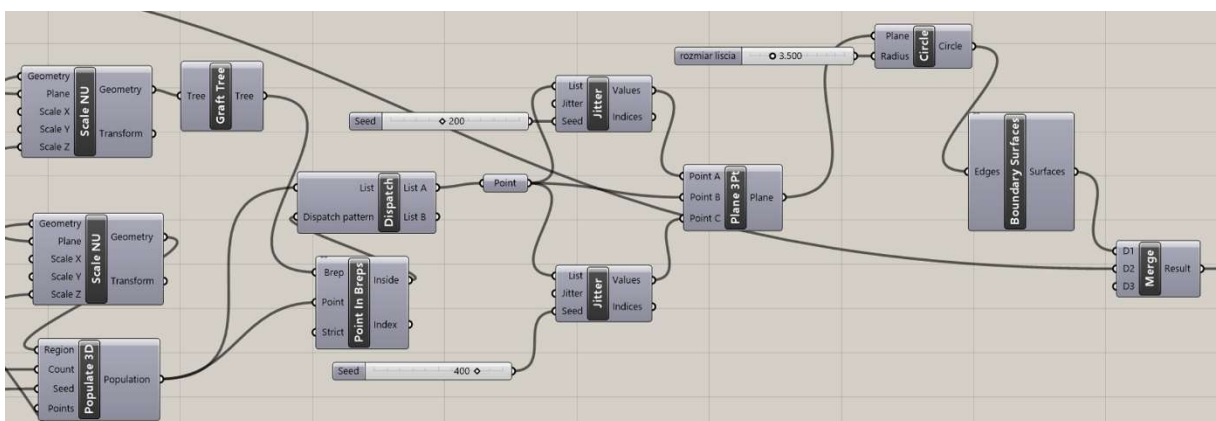 Geometry
Plane
Scale X
Scale Y
Scale Z
Scale NU
Geometry
Transform
Tree
Graft Tree
Tree
Seed
200
List
Jitter
Seed
Jitter
Values
Indices
rozmiar liscia
3.500
Plane
Radius
Circle
Circle
List
Dispatch pattern
Dispatch
List A
List B
Point
Point A
Point B
Point C
Plane 3Pt
Plane
Edges
Boundary Surfaces
Surfaces
Geometry
Plane
Scale X
Scale Y
Scale Z
Scale NU
Geometry
Transform
Brep
Point
Strict
Point In Breps
Inside
Index
List
Jitter
Seed
Jitter
Values
Indices
D1
D2
D3
Merge
Result
Region
Count
Seed
Points
Populate 3D
Population
Seed
400